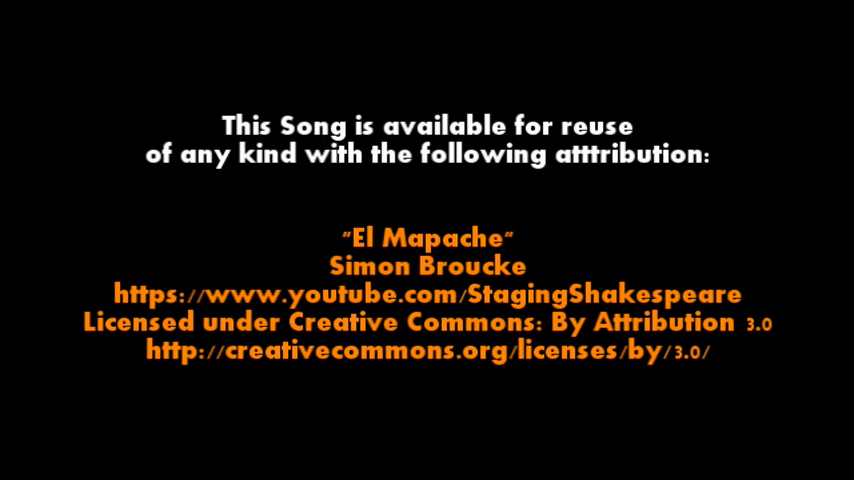 This Song is available for reuse
of any kind with the following atttribution:
"El Mapache"
Simon Broucke
https://www.youtube.com/StagingShakespeare
Licensed under Creative Commons: By Attribution 3.0
http://creativecommons.org/licenses/by/3.0/